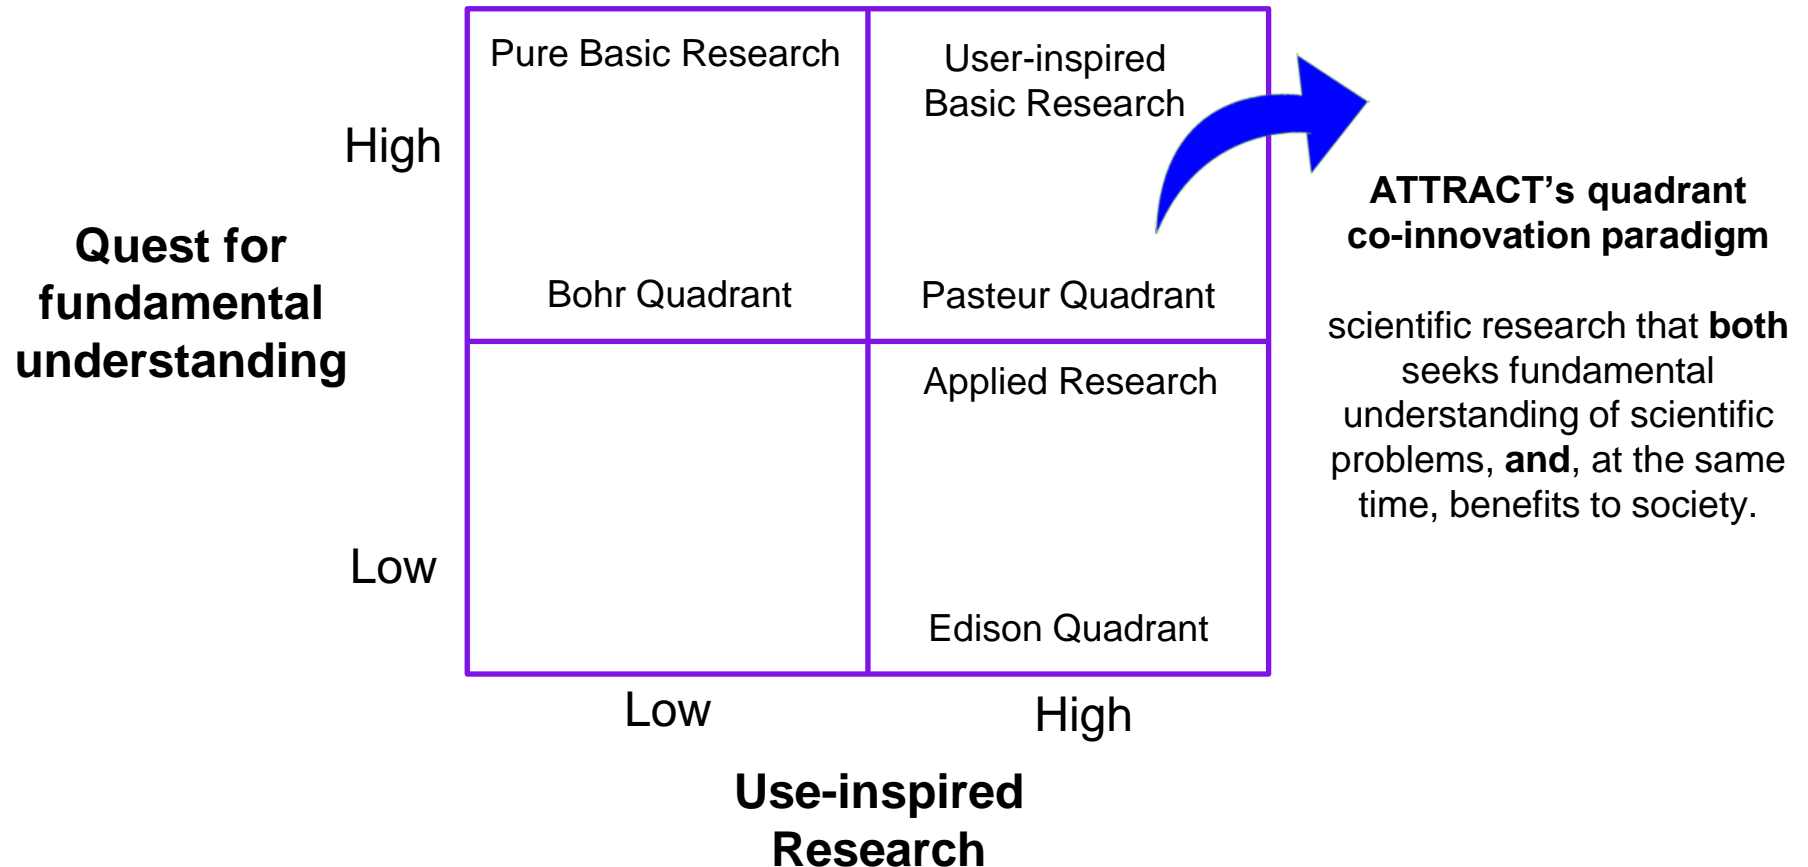 Pure Basic Research
User-inspired
Basic Research
High
Quest for
fundamental
understanding
Bohr Quadrant
Pasteur Quadrant
ATTRACT’s quadrant
co-innovation paradigm
scientific research that both
seeks fundamental
understanding of scientific
problems, and, at the same
time, benefits to society.
Applied Research
Low
Edison Quadrant
Low
High
Use-inspired
Research